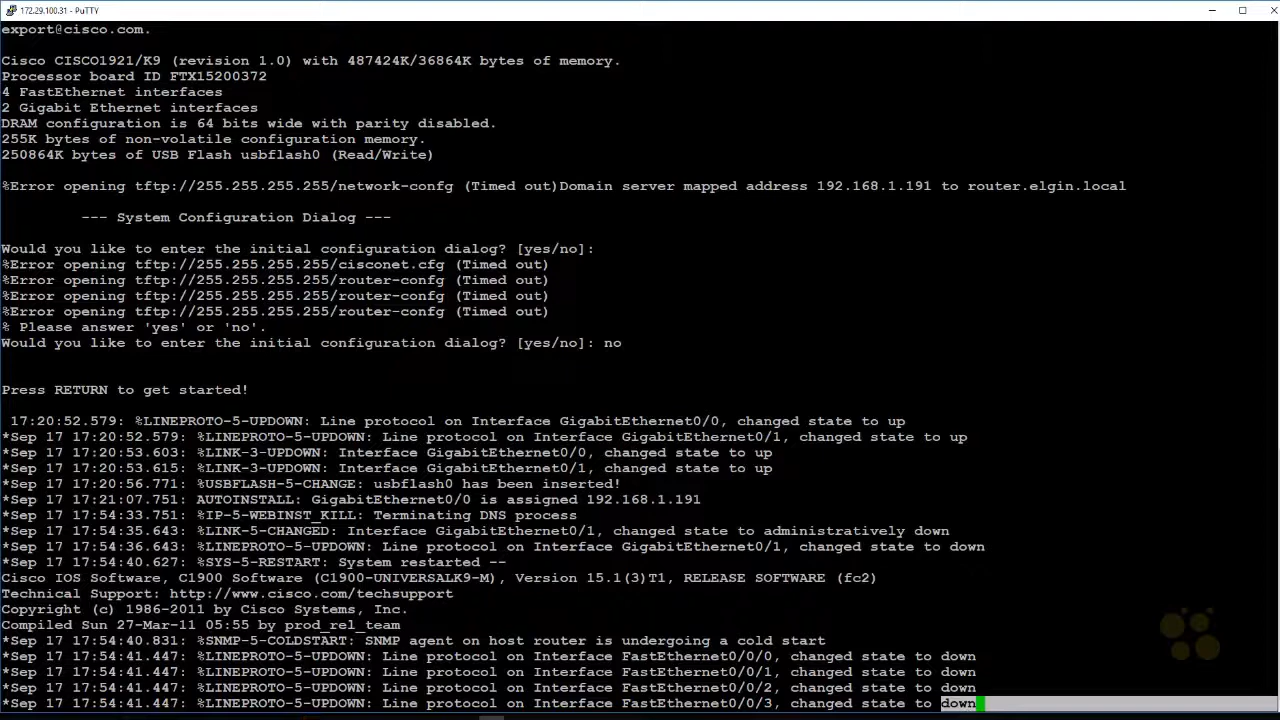 172.29.100.31 - PuTTY
export@cisco.com.
Cisco CISCO1921/K9 (revision 1.0) with 487424K/36864K bytes of memory.
Processor board ID FTX15200372
4 FastEthernet interfaces
2 Gigabit Ethernet interfaces
DRAM configuration is 64 bits wide with parity disabled.
255K bytes of non-volatile configuration memory.
250864K bytes of USB Flash usbflash0 (Read/Write)
%Error opening tftp://255.255.255.255/network-confg (Timed out)Domain server mapped address 192.168.1.191 to router.elgin.local
--- System Configuration Dialog ---
Would you like to enter the initial configuration dialog? [yes/no]:
%Error opening tftp://255.255.255.255/cisconet.cfg (Timed out)
%Error opening tftp://255.255.255.255/router-confg (Timed out)
%Error opening tftp://255.255.255.255/router-confg (Timed out)
%Error opening tftp://255.255.255.255/router-confg (Timed out)
% Please answer 'yes' or 'no'.
Would you like to enter the initial configuration dialog? [yes/no]: no
Press RETURN to get started!
17:20:52.579: %LINEPROTO-5-UPDOWN: Line protocol on Interface GigabitEthernet0/0, changed state to up
*Sep 17 17:20:52.579: %LINEPROTO-5-UPDOWN: Line protocol on Interface GigabitEthernet0/1, changed state to up
*Sep 17 17:20:53.603: %LINK-3-UPDOWN: Interface GigabitEthernet0/0, changed state to up
*Sep 17 17:20:53.615: %LINK-3-UPDOWN: Interface GigabitEthernet0/1, changed state to up
*Sep 17 17:20:56.771: %USBFLASH-5-CHANGE: usbflash0 has been inserted!
*Sep 17 17:21:07.751: AUTOINSTALL: GigabitEthernet0/0 is assigned 192.168.1.191
*Sep 17 17:54:33.751: %IP-5-WEBINST_KILL: Terminating DNS process
*Sep 17 17:54:35.643: %LINK-5-CHANGED: Interface GigabitEthernet0/1, changed state to administratively down
*Sep 17 17:54:36.643: %LINEPROTO-5-UPDOWN: Line protocol on Interface GigabitEthernet0/1, changed state to down
*Sep 17 17:54:40.627: %SYS-5-RESTART: System restarted --
Cisco IOS Software, C1900 Software (C1900-UNIVERSALK9-M), Version 15.1(3)T1, RELEASE SOFTWARE (fc2)
Technical Support: http://www.cisco.com/techsupport
Copyright (c) 1986-2011 by Cisco Systems, Inc.
Compiled Sun 27-Mar-11 05:55 by prod_rel_team
*Sep 17 17:54:40.831: %SNMP-5-COLDSTART: SNMP agent on host router is undergoing a cold start
*Sep 17 17:54:41.447: %LINEPROTO-5-UPDOWN: Line protocol on Interface FastEthernet0/0/0, changed state to down
*Sep 17 17:54:41.447: %LINEPROTO-5-UPDOWN: Line protocol on Interface FastEthernet0/0/1, changed state to down
*Sep 17 17:54:41.447: %LINEPROTO-5-UPDOWN: Line protocol on Interface FastEthernet0/0/2, changed state to down
*Sep 17 17:54:41.447: %LINEPROTO-5-UPDOWN: Line protocol on Interface FastEthernet0/0/3, changed state to down